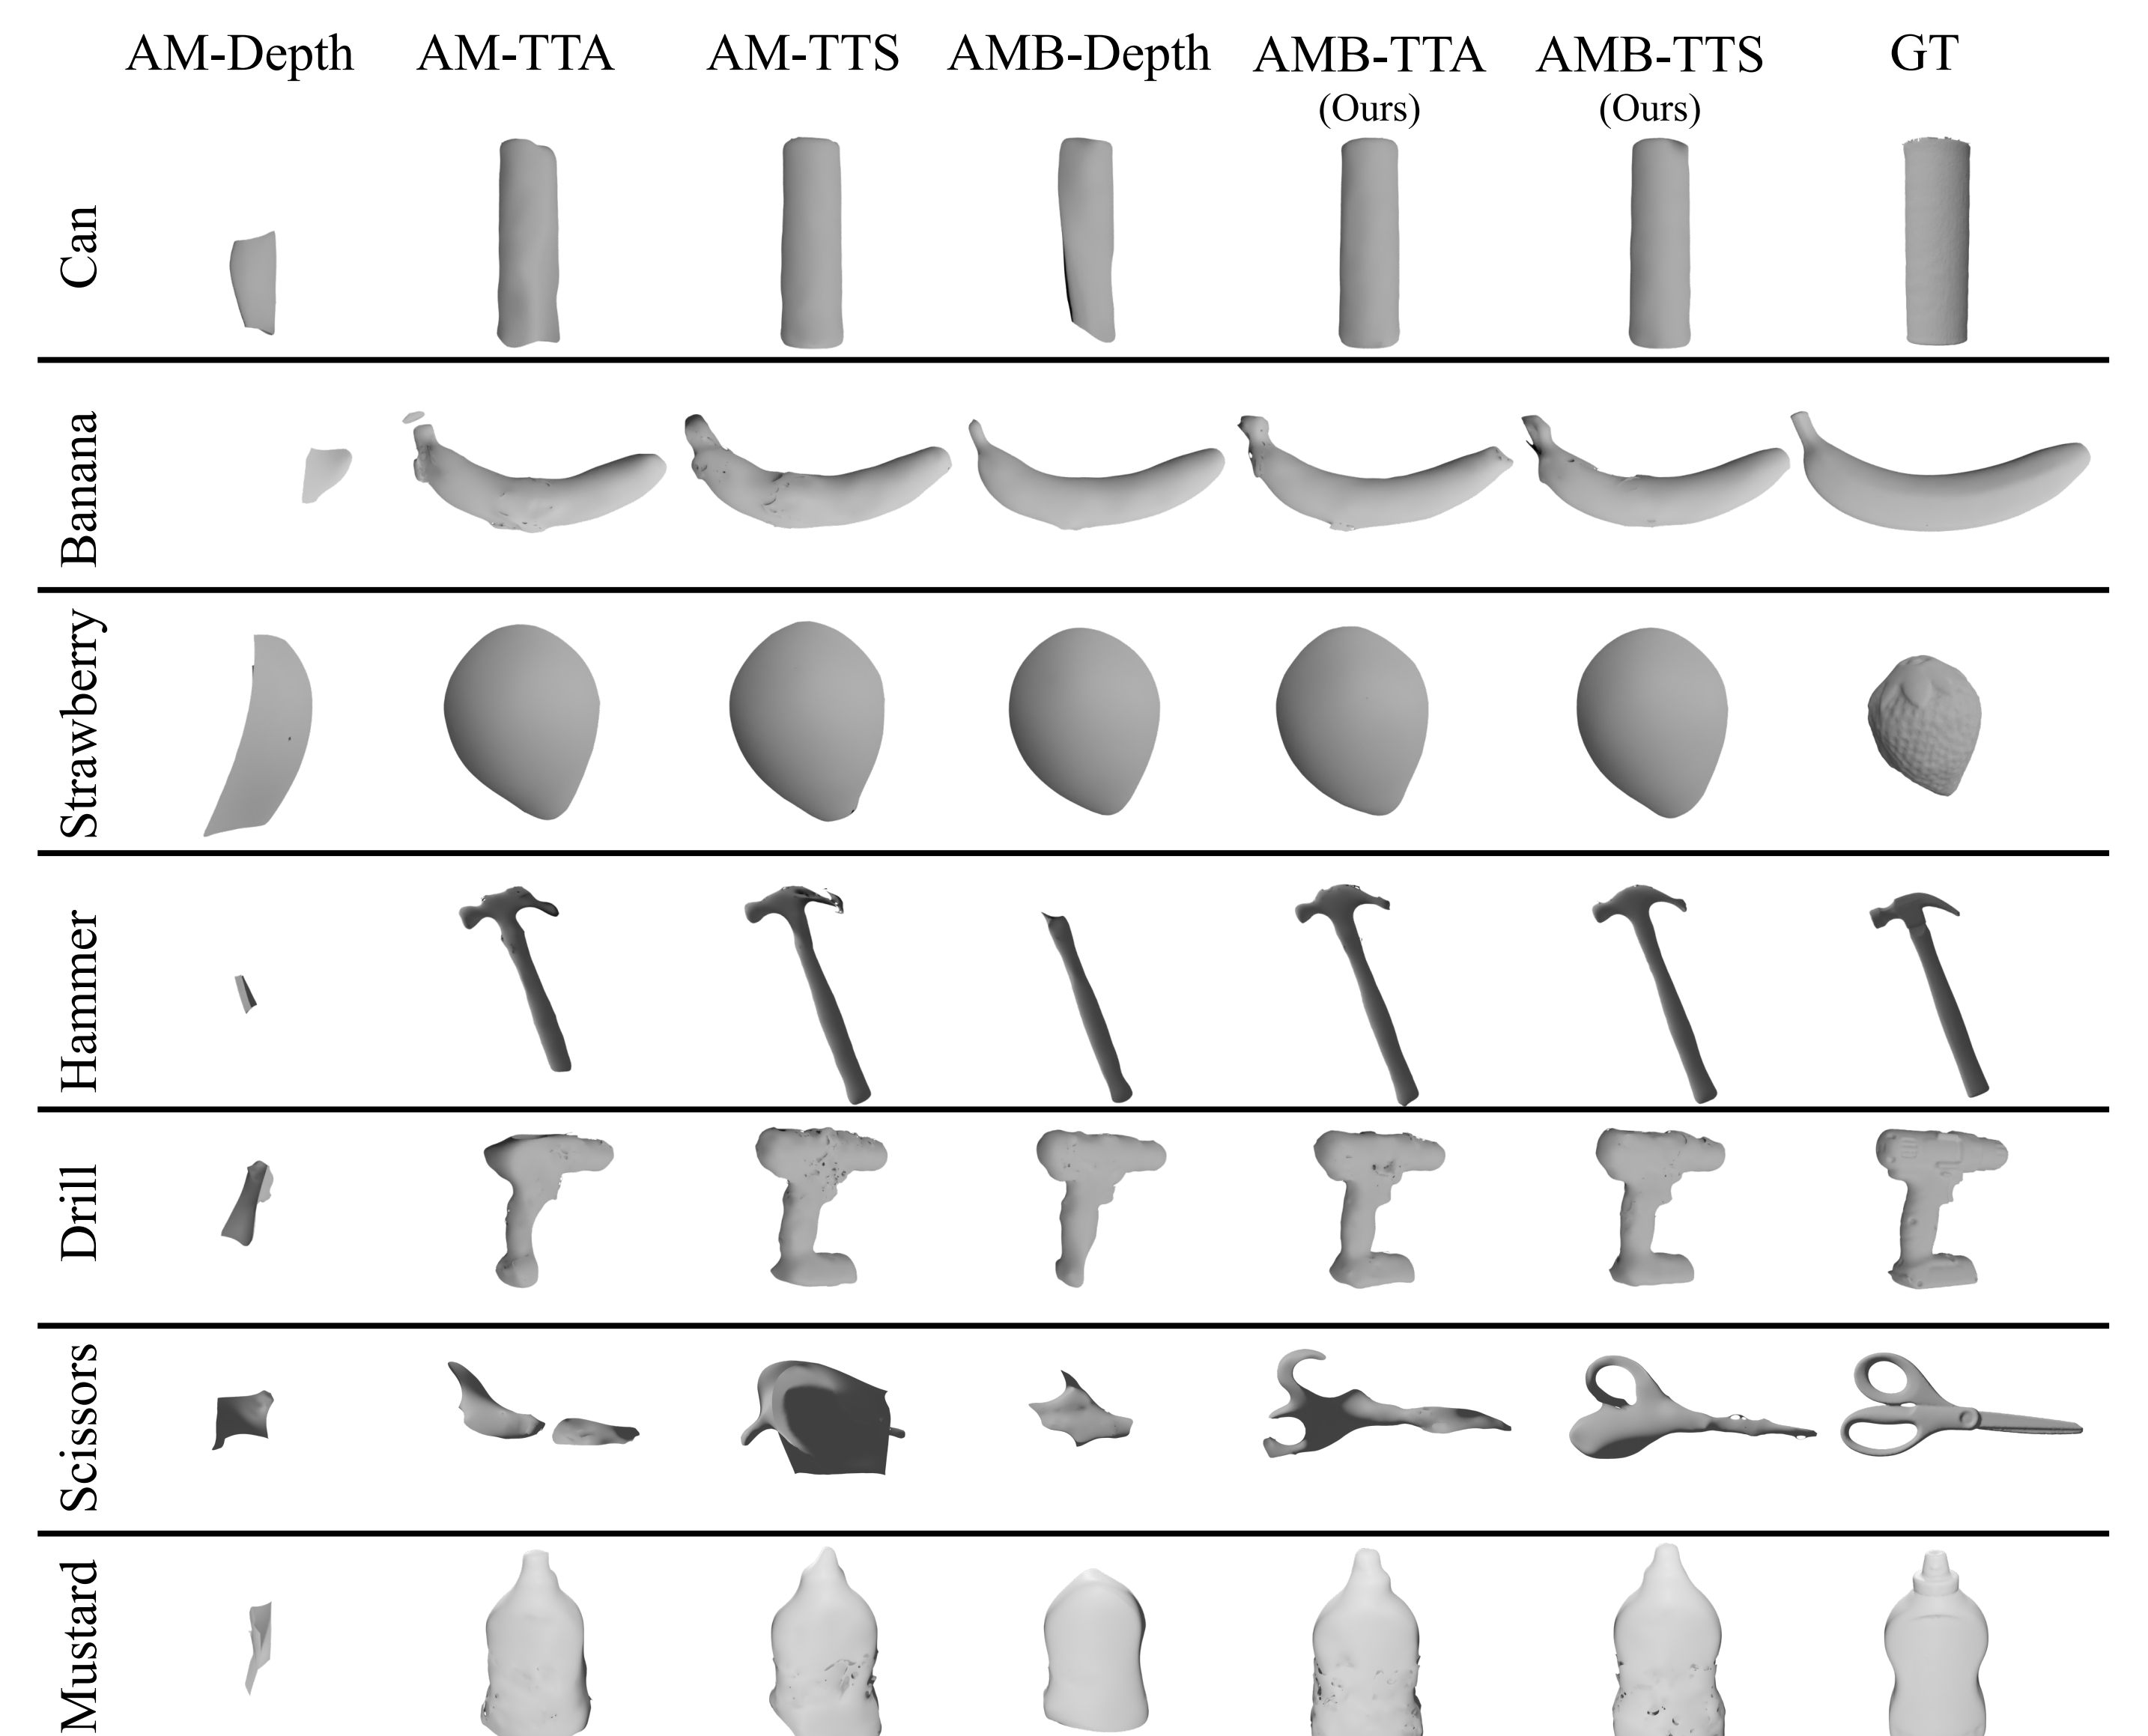 AM-Depth AM-TTA AM-TTS AMB-Depth AMB-TTA AMB-TTS GT
(Ours) (Ours)
Can
Banana
Strawberry
Hammer
Drill
Scissors
Mustard